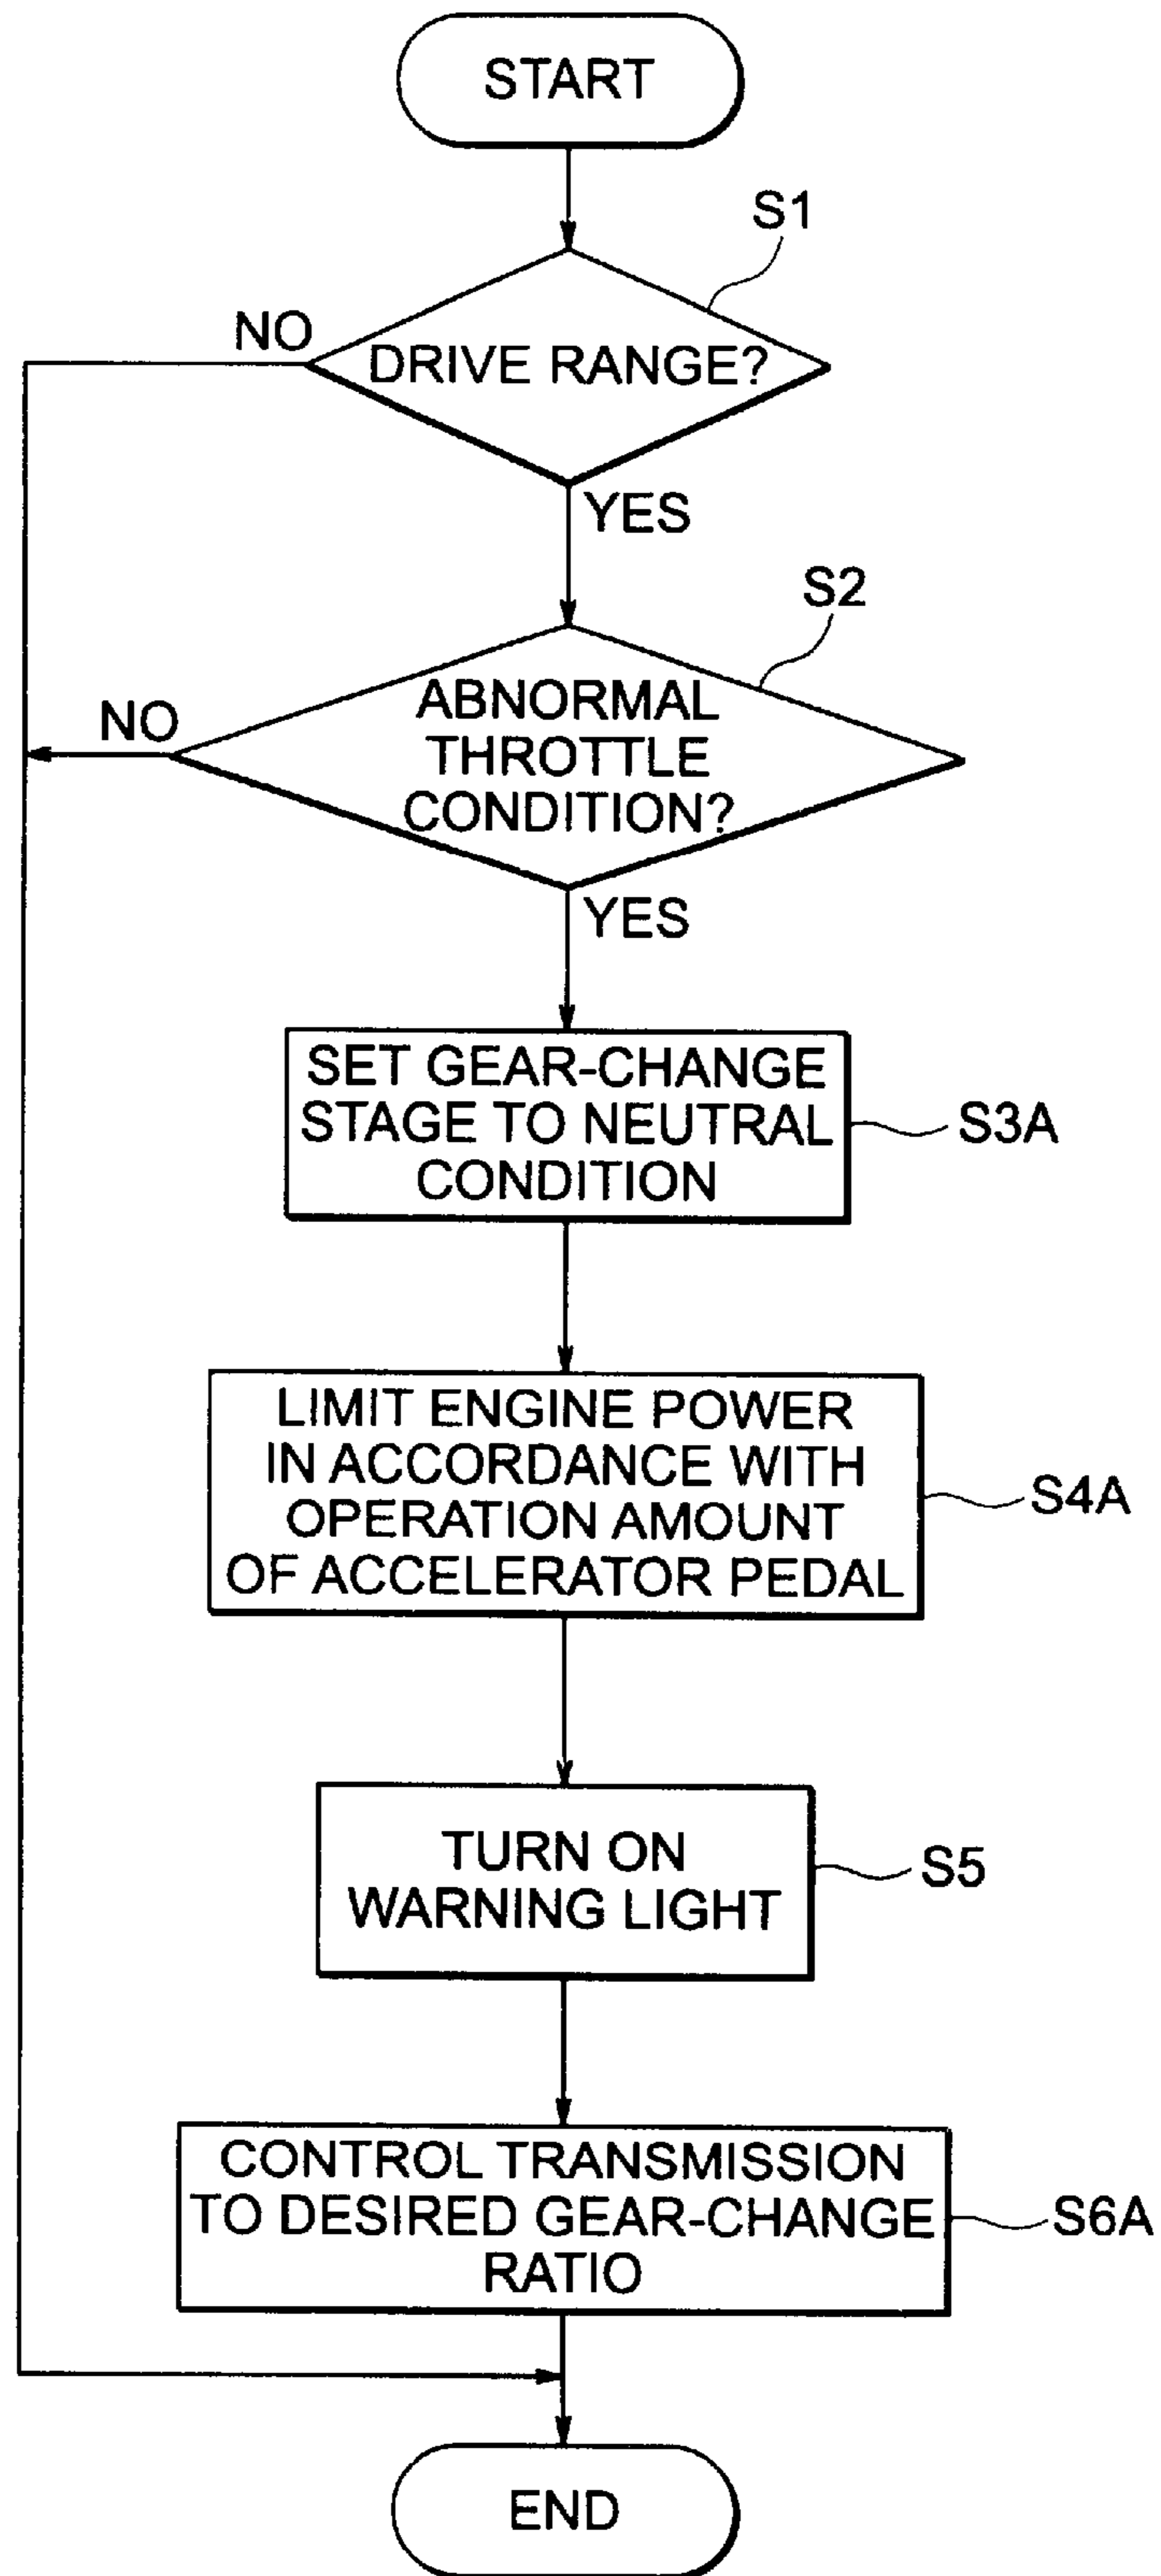 START
S1
NO
DRIVE RANGE?
YES
S2
NO
ABNORMAL
THROTTLE
CONDITION?
YES
SET GEAR-CHANGE
STAGE TO NEUTRAL
CONDITION
S3A
LIMIT ENGINE POWER
IN ACCORDANCE WITH
OPERATION AMOUNT
OF ACCELERATOR PEDAL
S4A
TURN ON
WARNING LIGHT
S5
CONTROL TRANSMISSION
TO DESIRED GEAR-CHANGE
RATIO
S6A
END